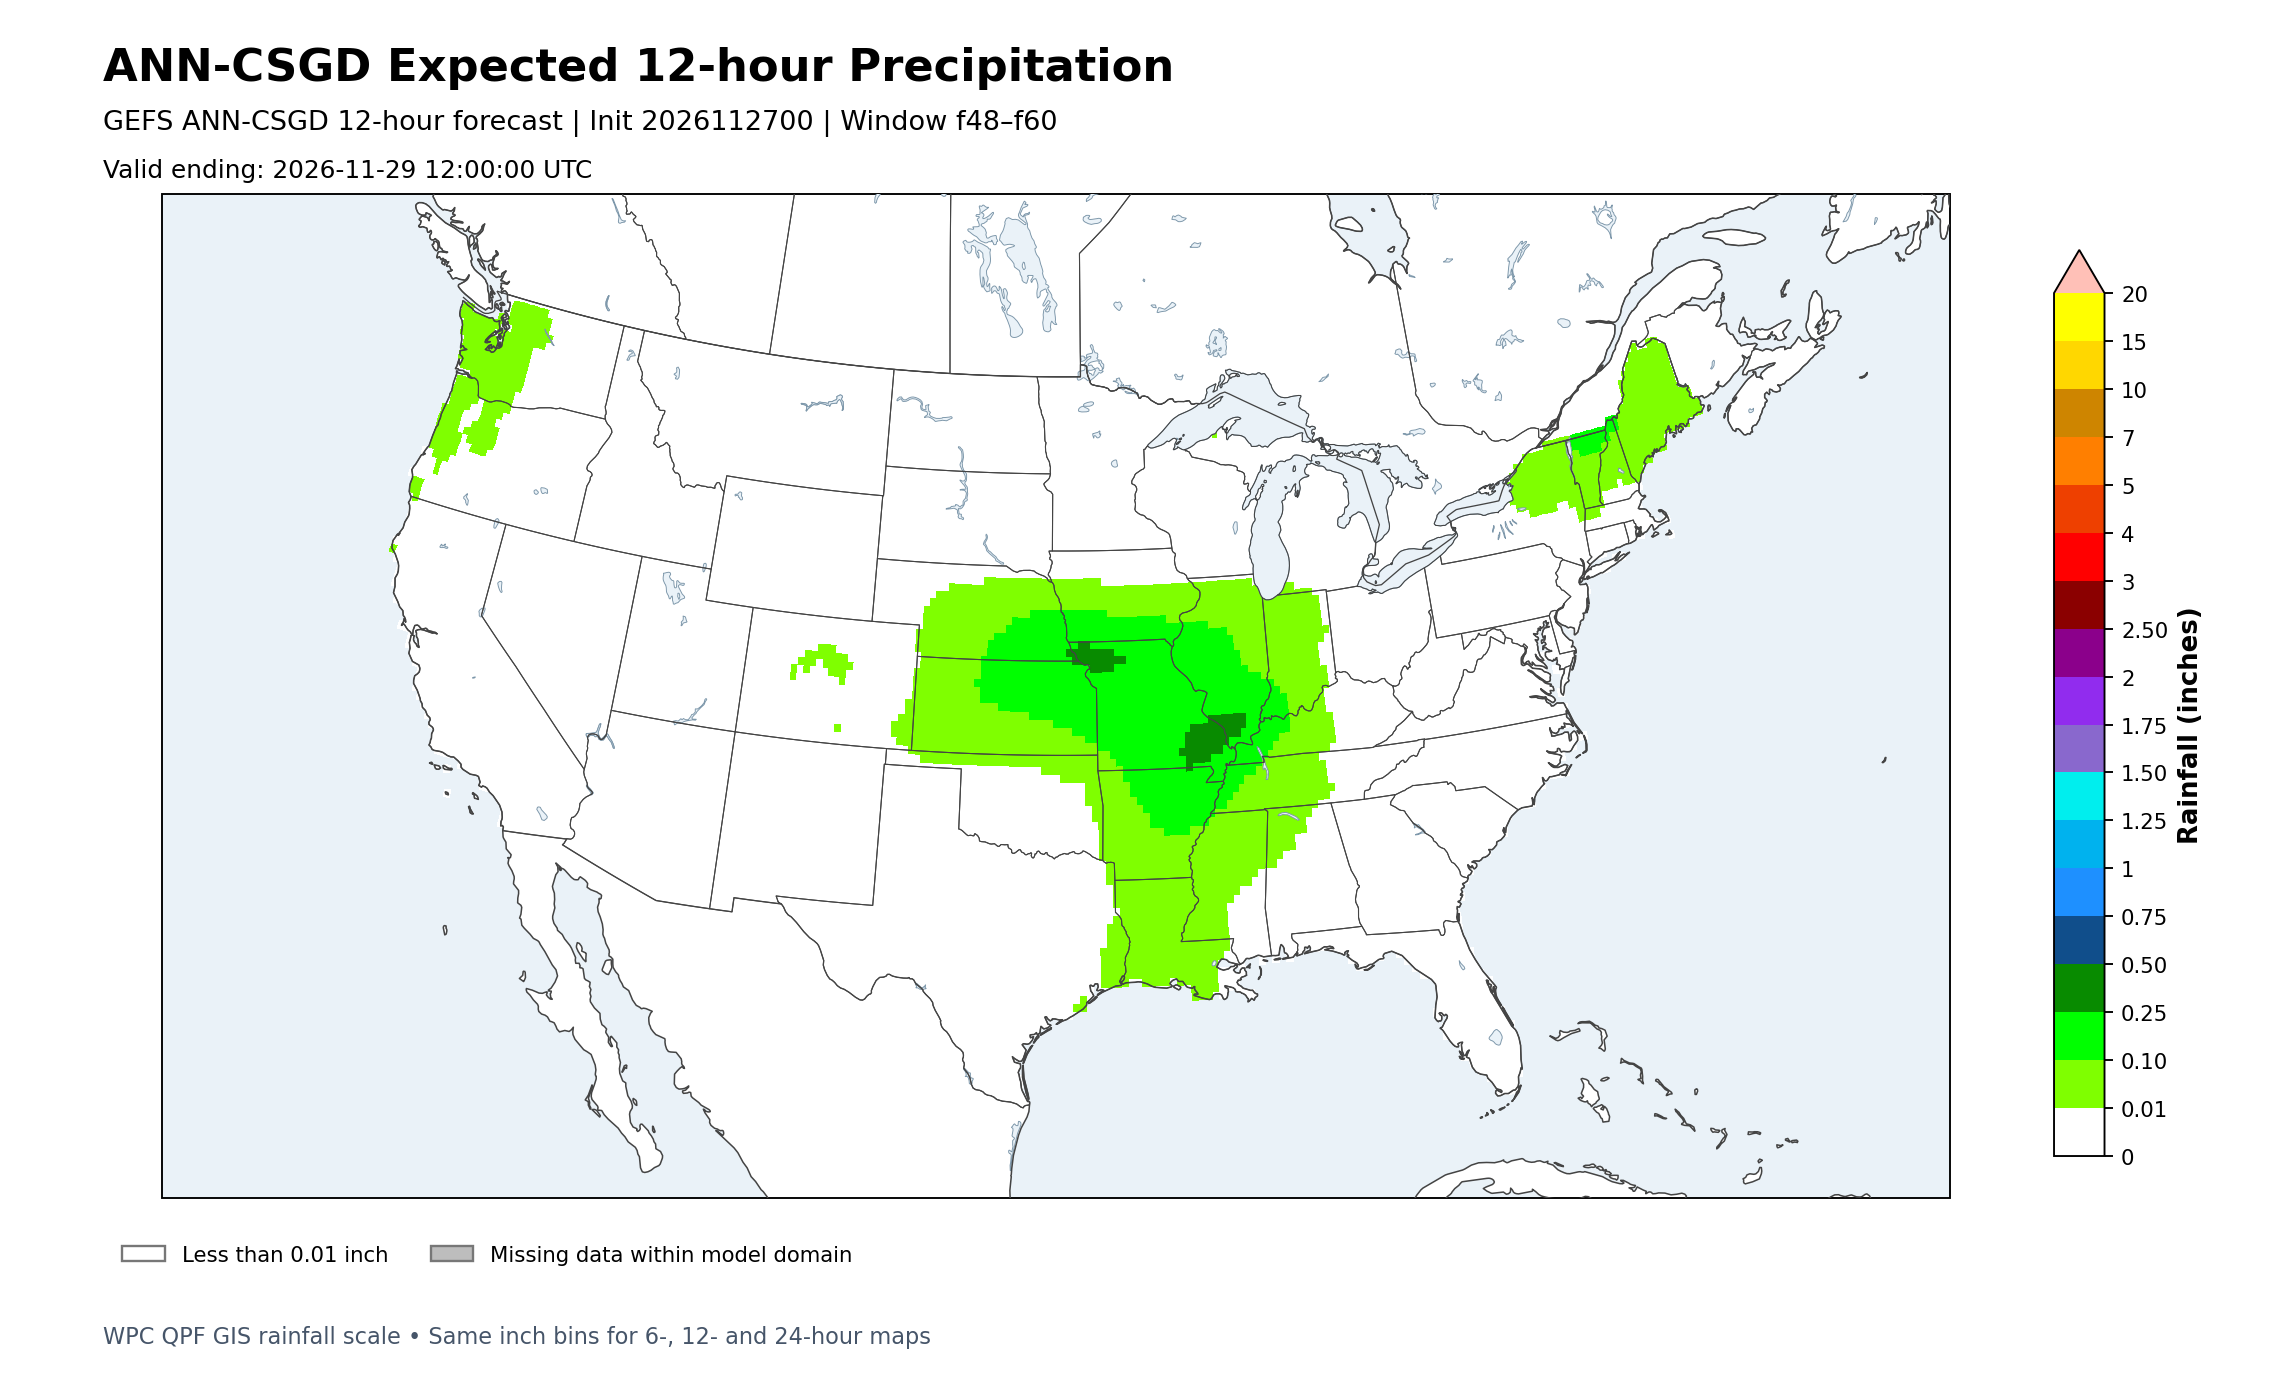 ANN-CSGD Expected 12-hour Precipitation
GEFS ANN-CSGD 12-hour forecast | Init 2026112700 | Window f48–f60
Valid ending: 2026-11-29 12:00:00 UTC
20
15
10
7
5
4
3
2.50
2
1.75
1.50
1.25
1
0.75
0.50
0.25
0.10
0.01
0
Rainfall (inches)
Less than 0.01 inch
Missing data within model domain
WPC QPF GIS rainfall scale • Same inch bins for 6-, 12- and 24-hour maps